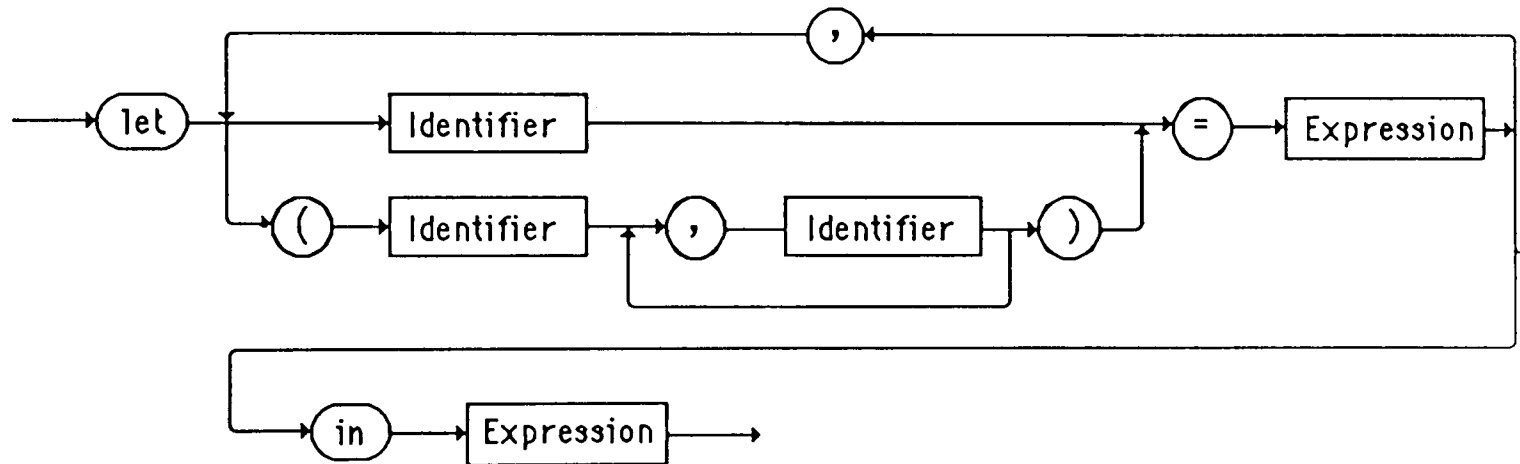 ,
let Identifier = Expression
( Identifier , Identifier )
in Expression